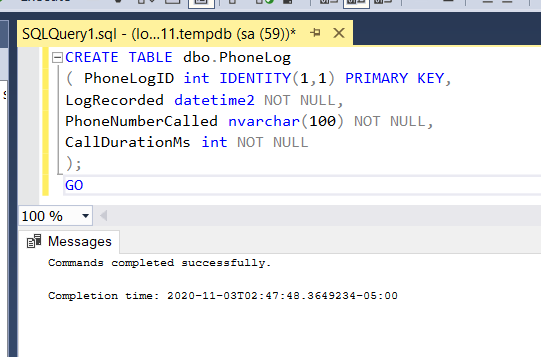 SQLQuery1.sql - (lo...11.tempdb (sa (59))*
CREATE TABLE dbo.PhoneLog
( PhoneLogID int IDENTITY(1,1) PRIMARY KEY,
LogRecorded datetime2 NOT NULL,
PhoneNumberCalled nvarchar(100) NOT NULL,
CallDurationMs int NOT NULL
);
GO
100 %
Messages
Commands completed successfully.
Completion time: 2020-11-03T02:47:48.3649234-05:00